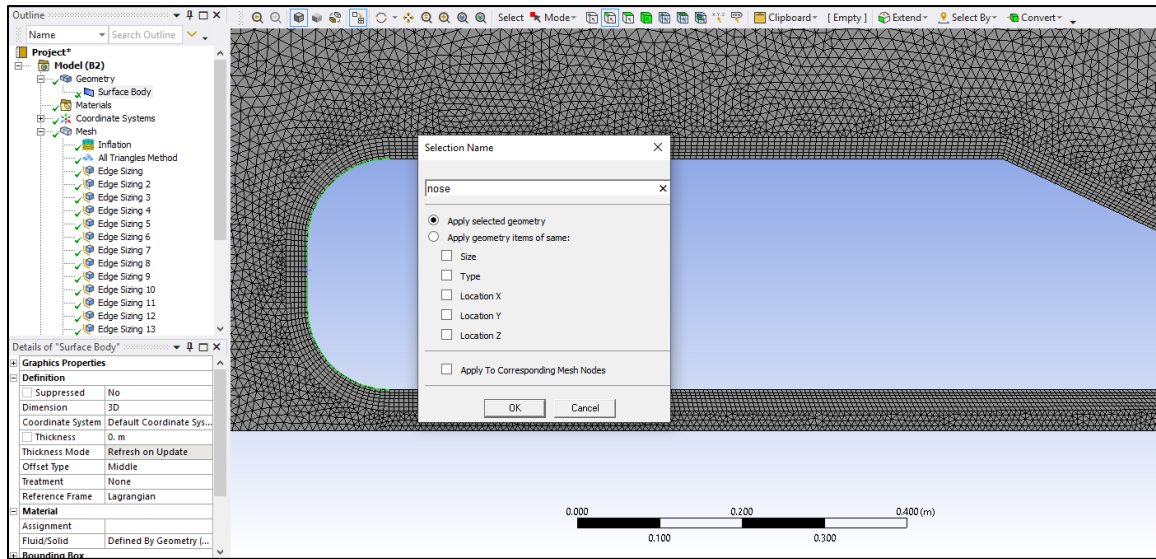 Outline
Name Search Outline
Project*
Model (B2)
Geometry
Surface Body
Materials
Coordinate Systems
Mesh
Inflation
All Triangles Method
Edge Sizing
Edge Sizing 2
Edge Sizing 3
Edge Sizing 4
Edge Sizing 5
Edge Sizing 6
Edge Sizing 7
Edge Sizing 8
Edge Sizing 9
Edge Sizing 10
Edge Sizing 11
Edge Sizing 12
Edge Sizing 13
Details of "Surface Body"
Graphics Properties
Definition
Suppressed No
Dimension 3D
Coordinate System Default Coordinate Sys...
Thickness 0. m
Thickness Mode Refresh on Update
Offset Type Middle
Treatment None
Reference Frame Lagrangian
Material
Assignment
Fluid/Solid Defined By Geometry (...
Bounding Box
Select Mode Clipboard [ Empty ] Extend Select By Convert
Selection Name
nose
Apply selected geometry
Apply geometry items of same:
Size
Type
Location X
Location Y
Location Z
Apply To Corresponding Mesh Nodes
OK Cancel
0.000 0.200 0.400 (m)
0.100 0.300